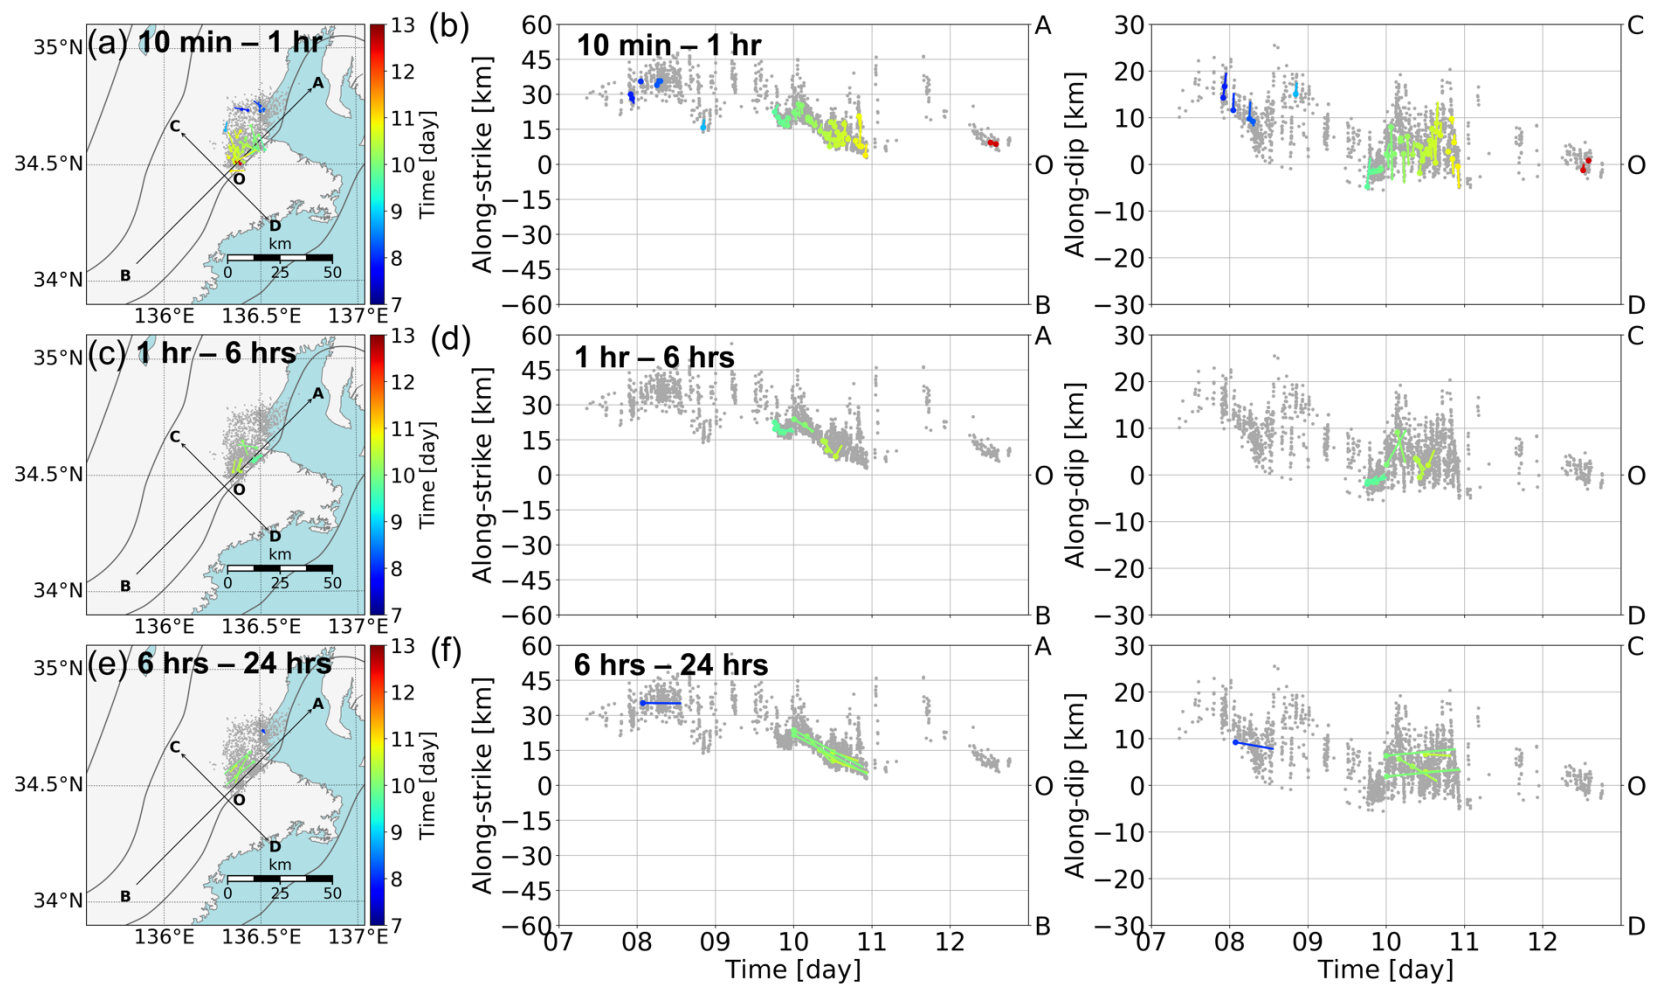 (a) 10 min – 1 hr
35°N
34.5°N
34°N
136°E 136.5°E 137°E
A
C
O
D
B
km
0 25 50
13
12
11
10
9
8
7
Time [day]
(b)
10 min – 1 hr
60
45
30
15
0
−15
−30
−45
−60
Along-strike [km]
A
O
B
30
20
10
0
−10
−20
−30
Along-dip [km]
C
O
D
(c) 1 hr – 6 hrs
35°N
34.5°N
34°N
136°E 136.5°E 137°E
A
C
O
D
B
km
0 25 50
13
12
11
10
9
8
7
Time [day]
(d)
1 hr – 6 hrs
60
45
30
15
0
−15
−30
−45
−60
Along-strike [km]
A
O
B
30
20
10
0
−10
−20
−30
Along-dip [km]
C
O
D
(e) 6 hrs – 24 hrs
35°N
34.5°N
34°N
136°E 136.5°E 137°E
A
C
O
D
B
km
0 25 50
13
12
11
10
9
8
7
Time [day]
(f)
6 hrs – 24 hrs
60
45
30
15
0
−15
−30
−45
−60
Along-strike [km]
A
O
B
07 08 09 10 11 12
Time [day]
30
20
10
0
−10
−20
−30
Along-dip [km]
C
O
D
07 08 09 10 11 12
Time [day]